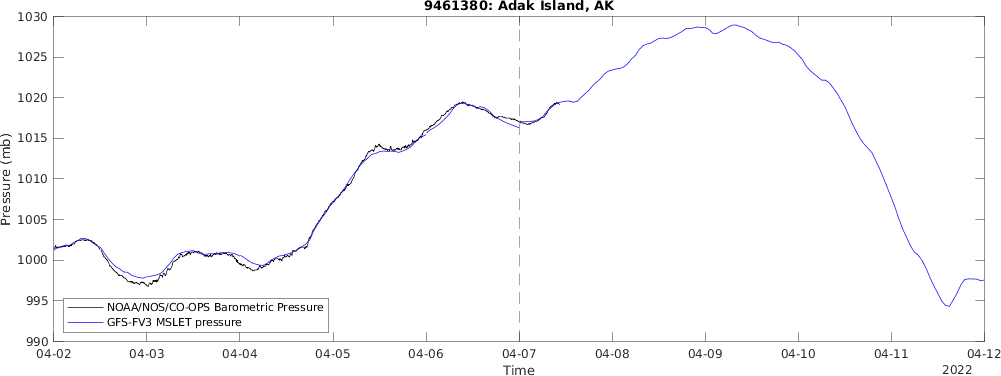 9461380: Adak Island, AK
1030
1025
1020
1015
1010
1005
1000
995
990
Pressure (mb)
NOAA/NOS/CO-OPS Barometric Pressure
GFS-FV3 MSLET pressure
04-02 04-03 04-04 04-05 04-06 04-07 04-08 04-09 04-10 04-11 04-12
Time
2022